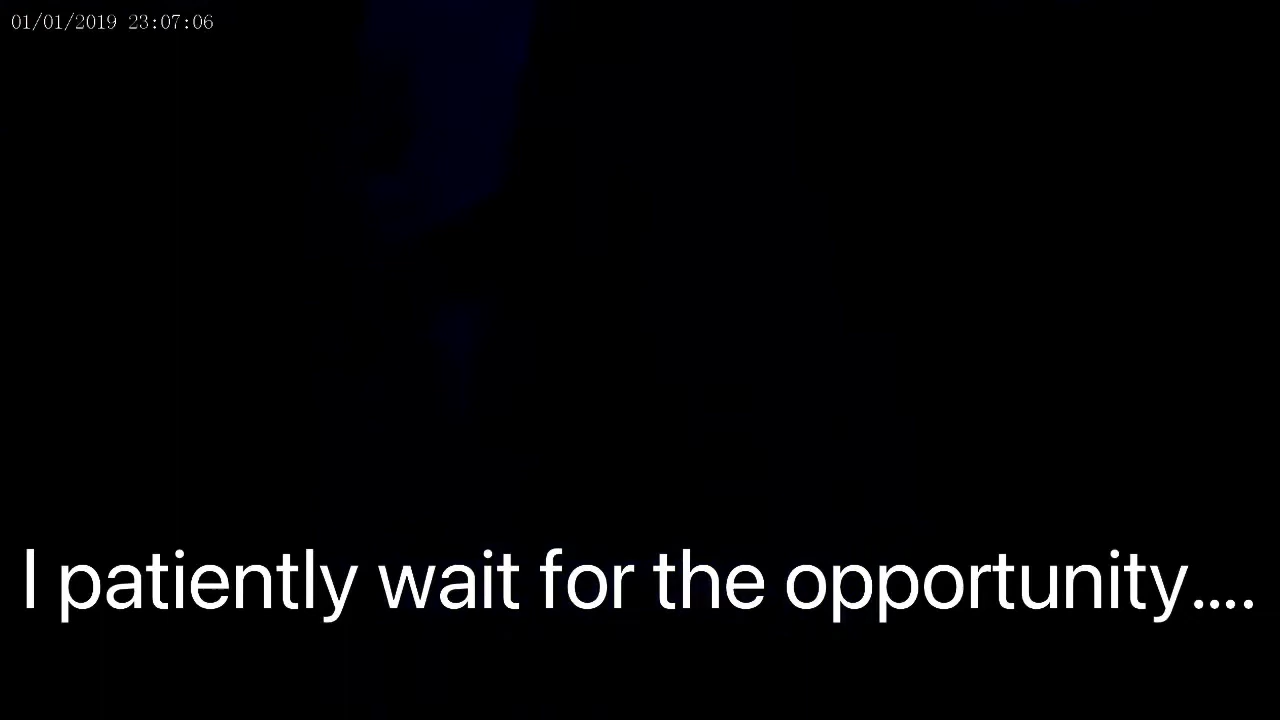 01/01/2019 23:07:06
I patiently wait for the opportunity....